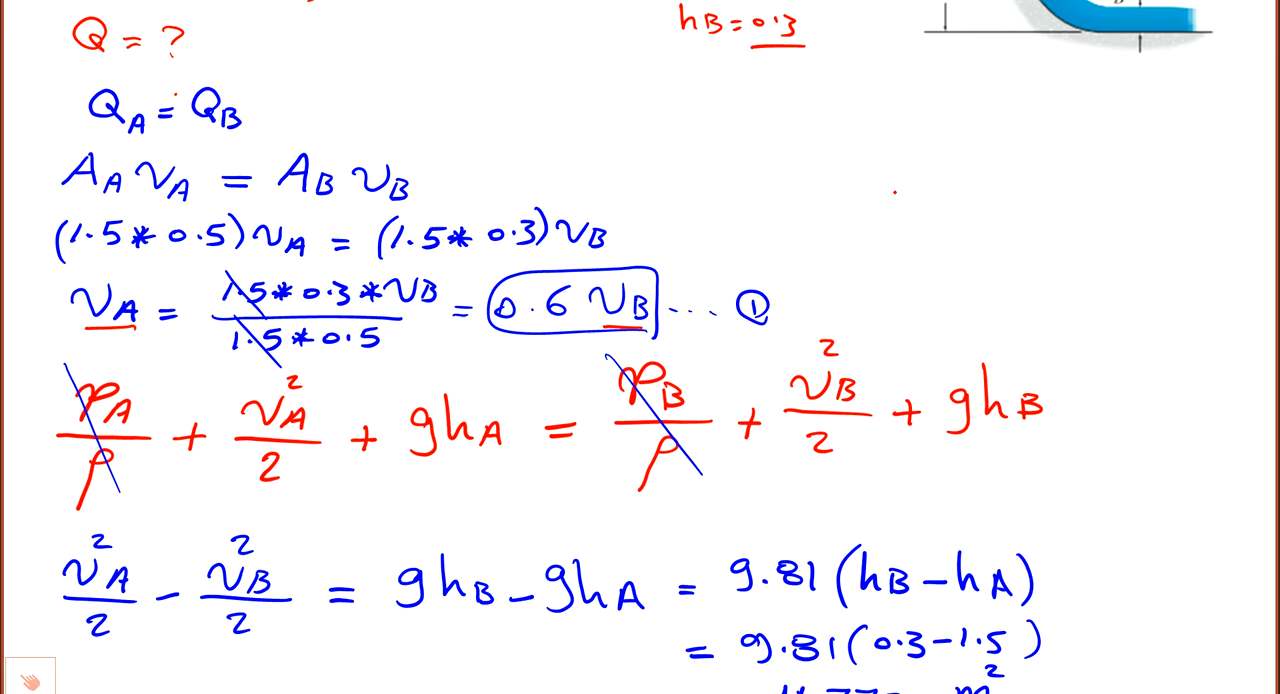 Q = ?
hB = 0.3
B
QA = QB
AA vA = AB vB
(1.5 * 0.5) vA = (1.5 * 0.3) vB
vA = 1.5 * 0.3 * vB / 1.5 * 0.5 = 0.6 vB ... ①
PA/ρ + vA²/2 + ghA = PB/ρ + vB²/2 + ghB
vA²/2 - vB²/2 = ghB - ghA = 9.81 (hB - hA)
= 9.81 (0.3 - 1.5)